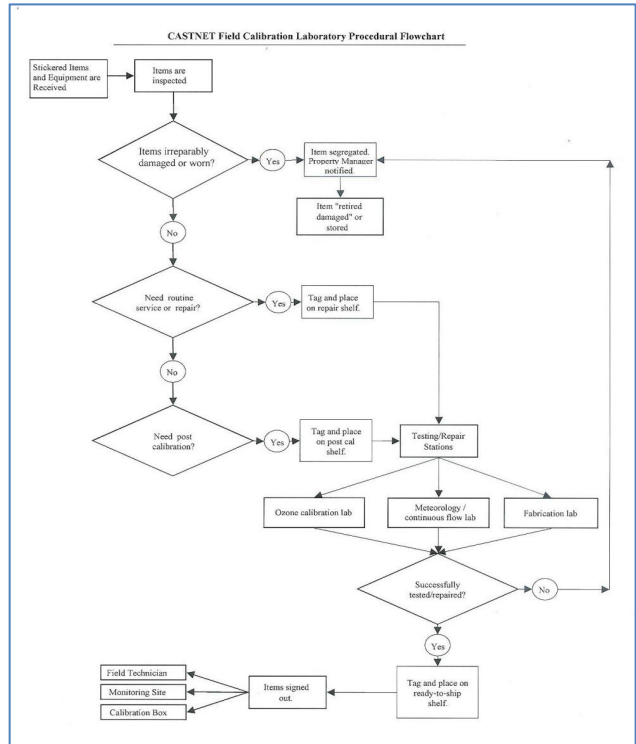 CASTNET Field Calibration Laboratory Procedural Flowchart
Stickered Items
and Equipment are
Received
Items are
inspected
Items irreparably
damaged or worn?
Yes
Item segregated.
Property Manager
notified.
Item "retired
damaged" or
stored
No
Need routine
service or repair?
Yes
Tag and place
on repair shelf.
No
Need post
calibration?
Yes
Tag and place
on post cal
shelf.
Testing/Repair
Stations
Ozone calibration lab
Meteorology /
continuous flow lab
Fabrication lab
Successfully
tested/repaired?
No
Yes
Tag and place on
ready-to-ship
shelf.
Items signed
out.
Field Technician
Monitoring Site
Calibration Box